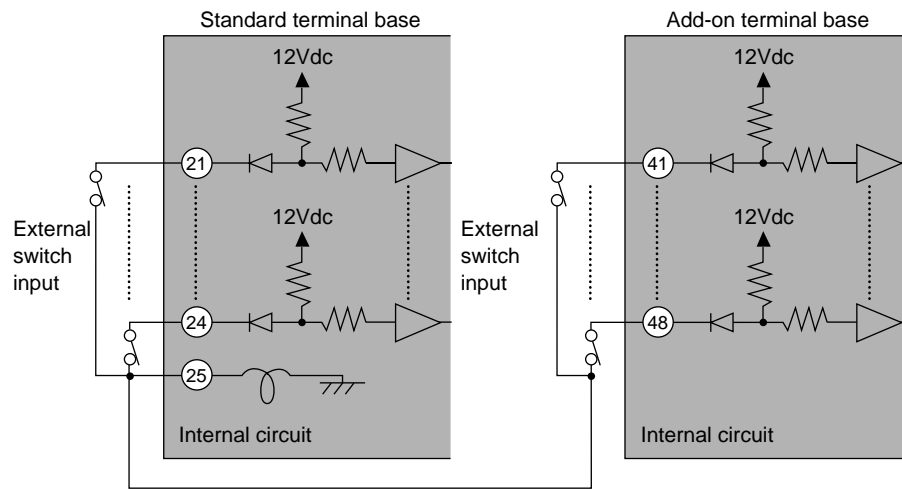 Standard terminal base
Add-on terminal base
12Vdc
12Vdc
21
41
External
switch
input
External
switch
input
12Vdc
12Vdc
24
48
25
Internal circuit
Internal circuit